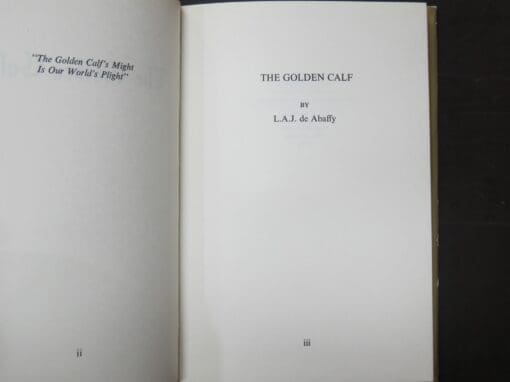 "The Golden Calf's Might
Is Our World's Plight"
ii
THE GOLDEN CALF
BY
L.A.J. de Abaffy
iii